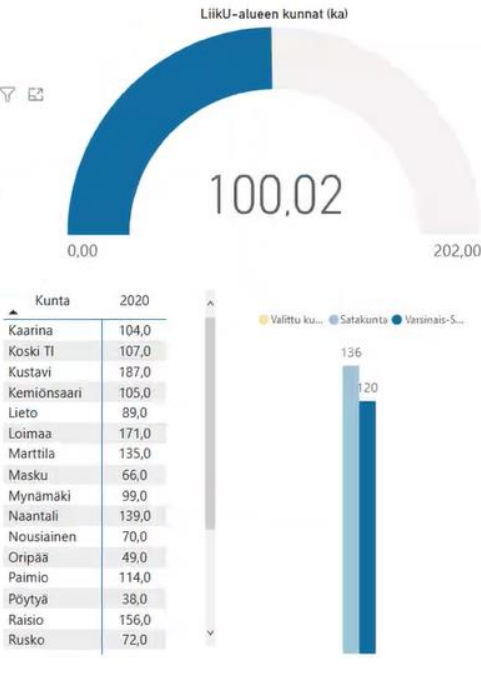 LiikU-alueen kunnat (ka)
100,02
0,00
202,00
Kunta 2020
Kaarina 104,0
Koski Tl 107,0
Kustavi 187,0
Kemiönsaari 105,0
Lieto 89,0
Loimaa 171,0
Marttila 135,0
Masku 66,0
Mynämäki 99,0
Naantali 139,0
Nousiainen 70,0
Oripää 49,0
Paimio 114,0
Pöytyä 38,0
Raisio 156,0
Rusko 72,0
Valittu ku... Satakunta Varsinais-S...
136
120